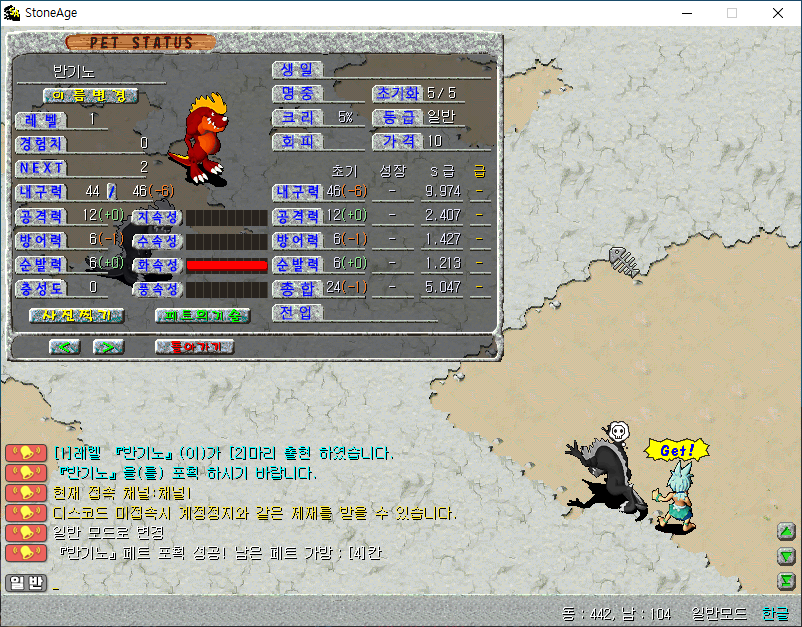 StoneAge
PET STATUS
반기노
이름변경
레벨 1
경험치 0
NEXT 2
내구력 44 / 46(-6)
공격력 12(+0) 지속성
방어력 6(-1) 수속성
순발력 6(+0) 화속성
충성도 0 풍속성
사진찍기 페트의기술
< > 돌아가기
생일
명중 초기화 5/5
크리 5% 등급 일반
회피 가격 10
초기 성장 S급 급
내구력 46(-6) - 9.974 -
공격력 12(+0) - 2.407 -
방어력 6(-1) - 1.427 -
순발력 6(+0) - 1.213 -
총합 24(-1) - 5.047 -
전입
Get!
『반기노』(이)가 [2]마리 출현 하였습니다.
『반기노』을(를) 포획 하시기 바랍니다.
현재 접속 채널:채널1
디스코드 미접속시 계정정지와 같은 제재를 받을 수 있습니다.
일반 모드로 변경
『반기노』페트 포획 성공! 남은 페트 가방 : [4]칸
일반 _
동 : 442, 남 : 104 일반모드 한글